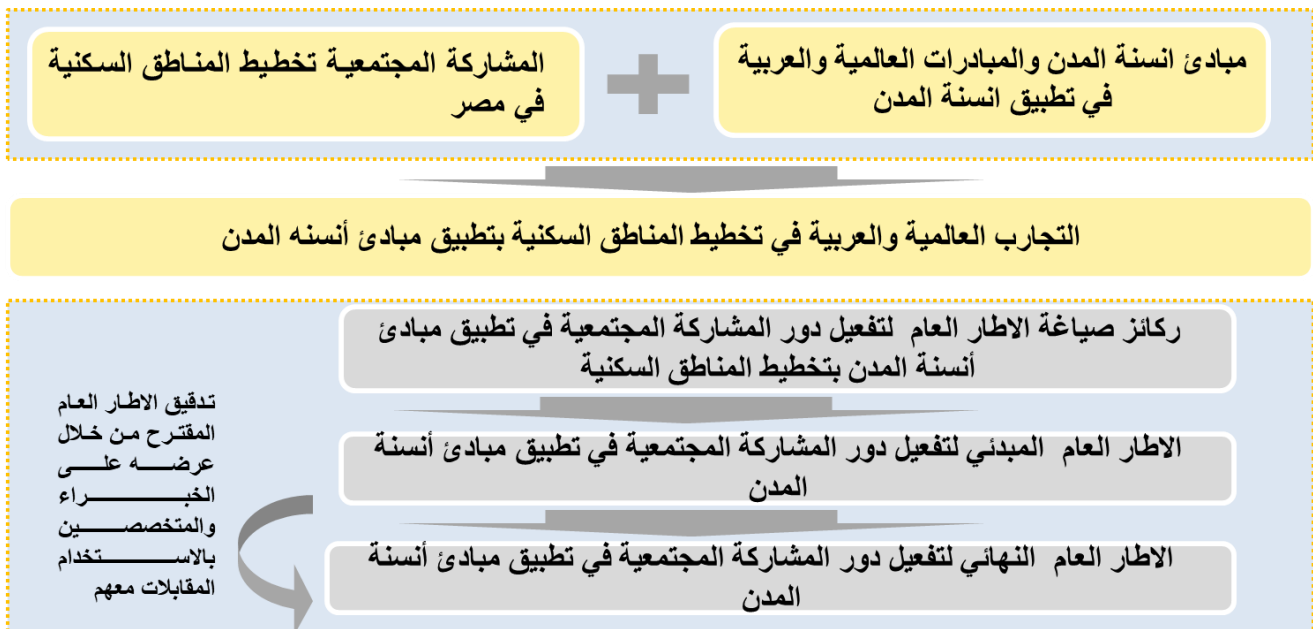 مبادئ انسنة المدن والمبادرات العالمية والعربية
في تطبيق انسنة المدن
المشاركة المجتمعية تخطيط المناطق السكنية
في مصر
التجارب العالمية والعربية في تخطيط المناطق السكنية بتطبيق مبادئ أنسنه المدن
ركائز صياغة الاطار العام لتفعيل دور المشاركة المجتمعية في تطبيق مبادئ
أنسنة المدن بتخطيط المناطق السكنية
الاطار العام المبدئي لتفعيل دور المشاركة المجتمعية في تطبيق مبادئ أنسنة
المدن
الاطار العام النهائي لتفعيل دور المشاركة المجتمعية في تطبيق مبادئ أنسنة
المدن
تدقيق الاطار العام
المقترح من خلال
عرضه على
الخبراء
والمتخصصين
بالاستخدام
المقابلات معهم